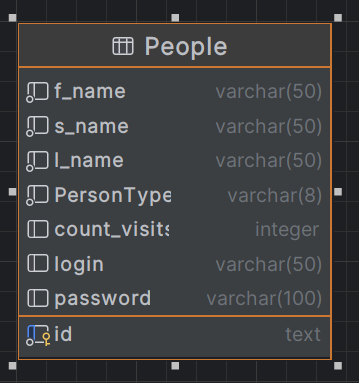 People
f_name varchar(50)
s_name varchar(50)
l_name varchar(50)
PersonType varchar(8)
count_visits integer
login varchar(50)
password varchar(100)
id text